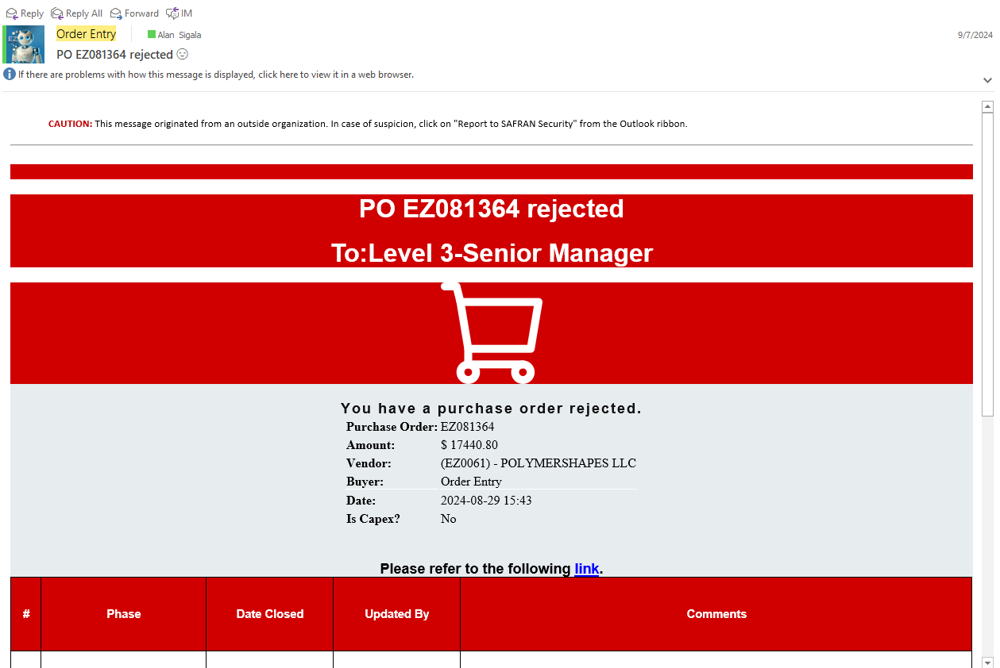 Reply Reply All Forward IM
EZ
Order Entry Alan Sigala 9/7/2024
PO EZ081364 rejected
If there are problems with how this message is displayed, click here to view it in a web browser.
CAUTION: This message originated from an outside organization. In case of suspicion, click on "Report to SAFRAN Security" from the Outlook ribbon.
PO EZ081364 rejected
To:Level 3-Senior Manager
You have a purchase order rejected.
Purchase Order: EZ081364
Amount: $ 17440.80
Vendor: (EZ0061) - POLYMERSHAPES LLC
Buyer: Order Entry
Date: 2024-08-29 15:43
Is Capex? No
Please refer to the following link.
# Phase Date Closed Updated By Comments